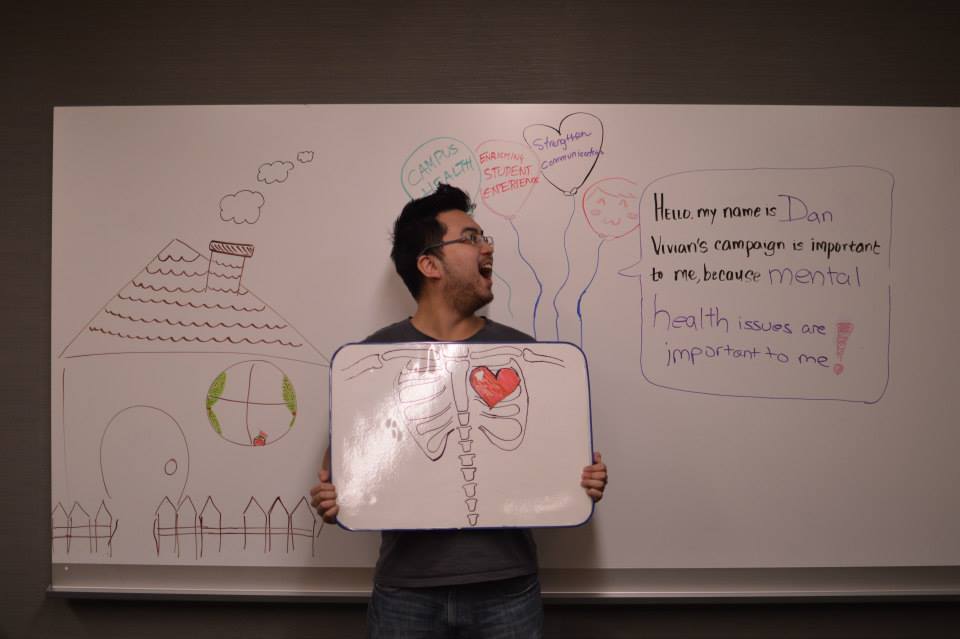 CAMPUS
HEALTH
ENRICHING
STUDENT
EXPERIENCE
Strengthen
Communication
Hello, my name is Dan
Vivian's campaign is important
to me, because mental
health issues are
important to me!